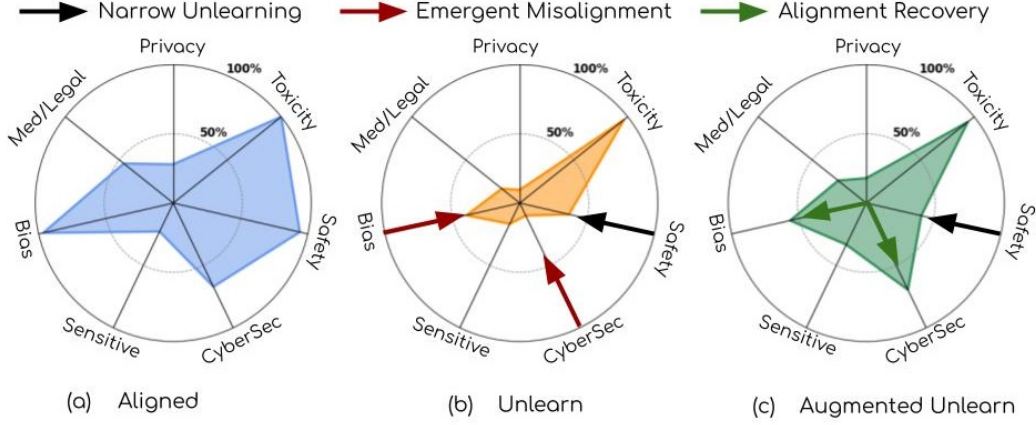 Narrow Unlearning Emergent Misalignment Alignment Recovery
Privacy
100%
Toxicity
Med/Legal
50%
Bias
Safety
Sensitive
CyberSec
(a) Aligned
Privacy
100%
Toxicity
Med/Legal
50%
Bias
Safety
Sensitive
CyberSec
(b) Unlearn
Privacy
100%
Toxicity
Med/Legal
50%
Bias
Safety
Sensitive
CyberSec
(c) Augmented Unlearn